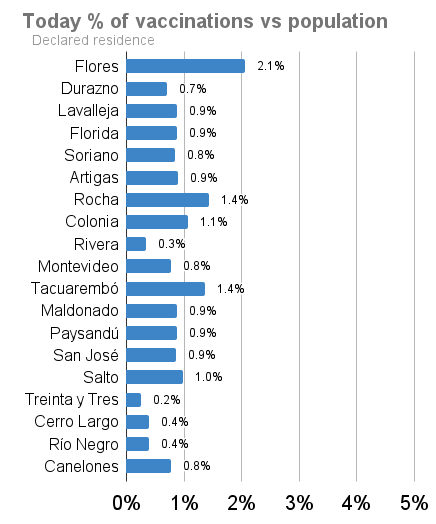 Today % of vaccinations vs population
Declared residence
Flores 2.1%
Durazno 0.7%
Lavalleja 0.9%
Florida 0.9%
Soriano 0.8%
Artigas 0.9%
Rocha 1.4%
Colonia 1.1%
Rivera 0.3%
Montevideo 0.8%
Tacuarembó 1.4%
Maldonado 0.9%
Paysandú 0.9%
San José 0.9%
Salto 1.0%
Treinta y Tres 0.2%
Cerro Largo 0.4%
Río Negro 0.4%
Canelones 0.8%
0% 1% 2% 3% 4% 5%